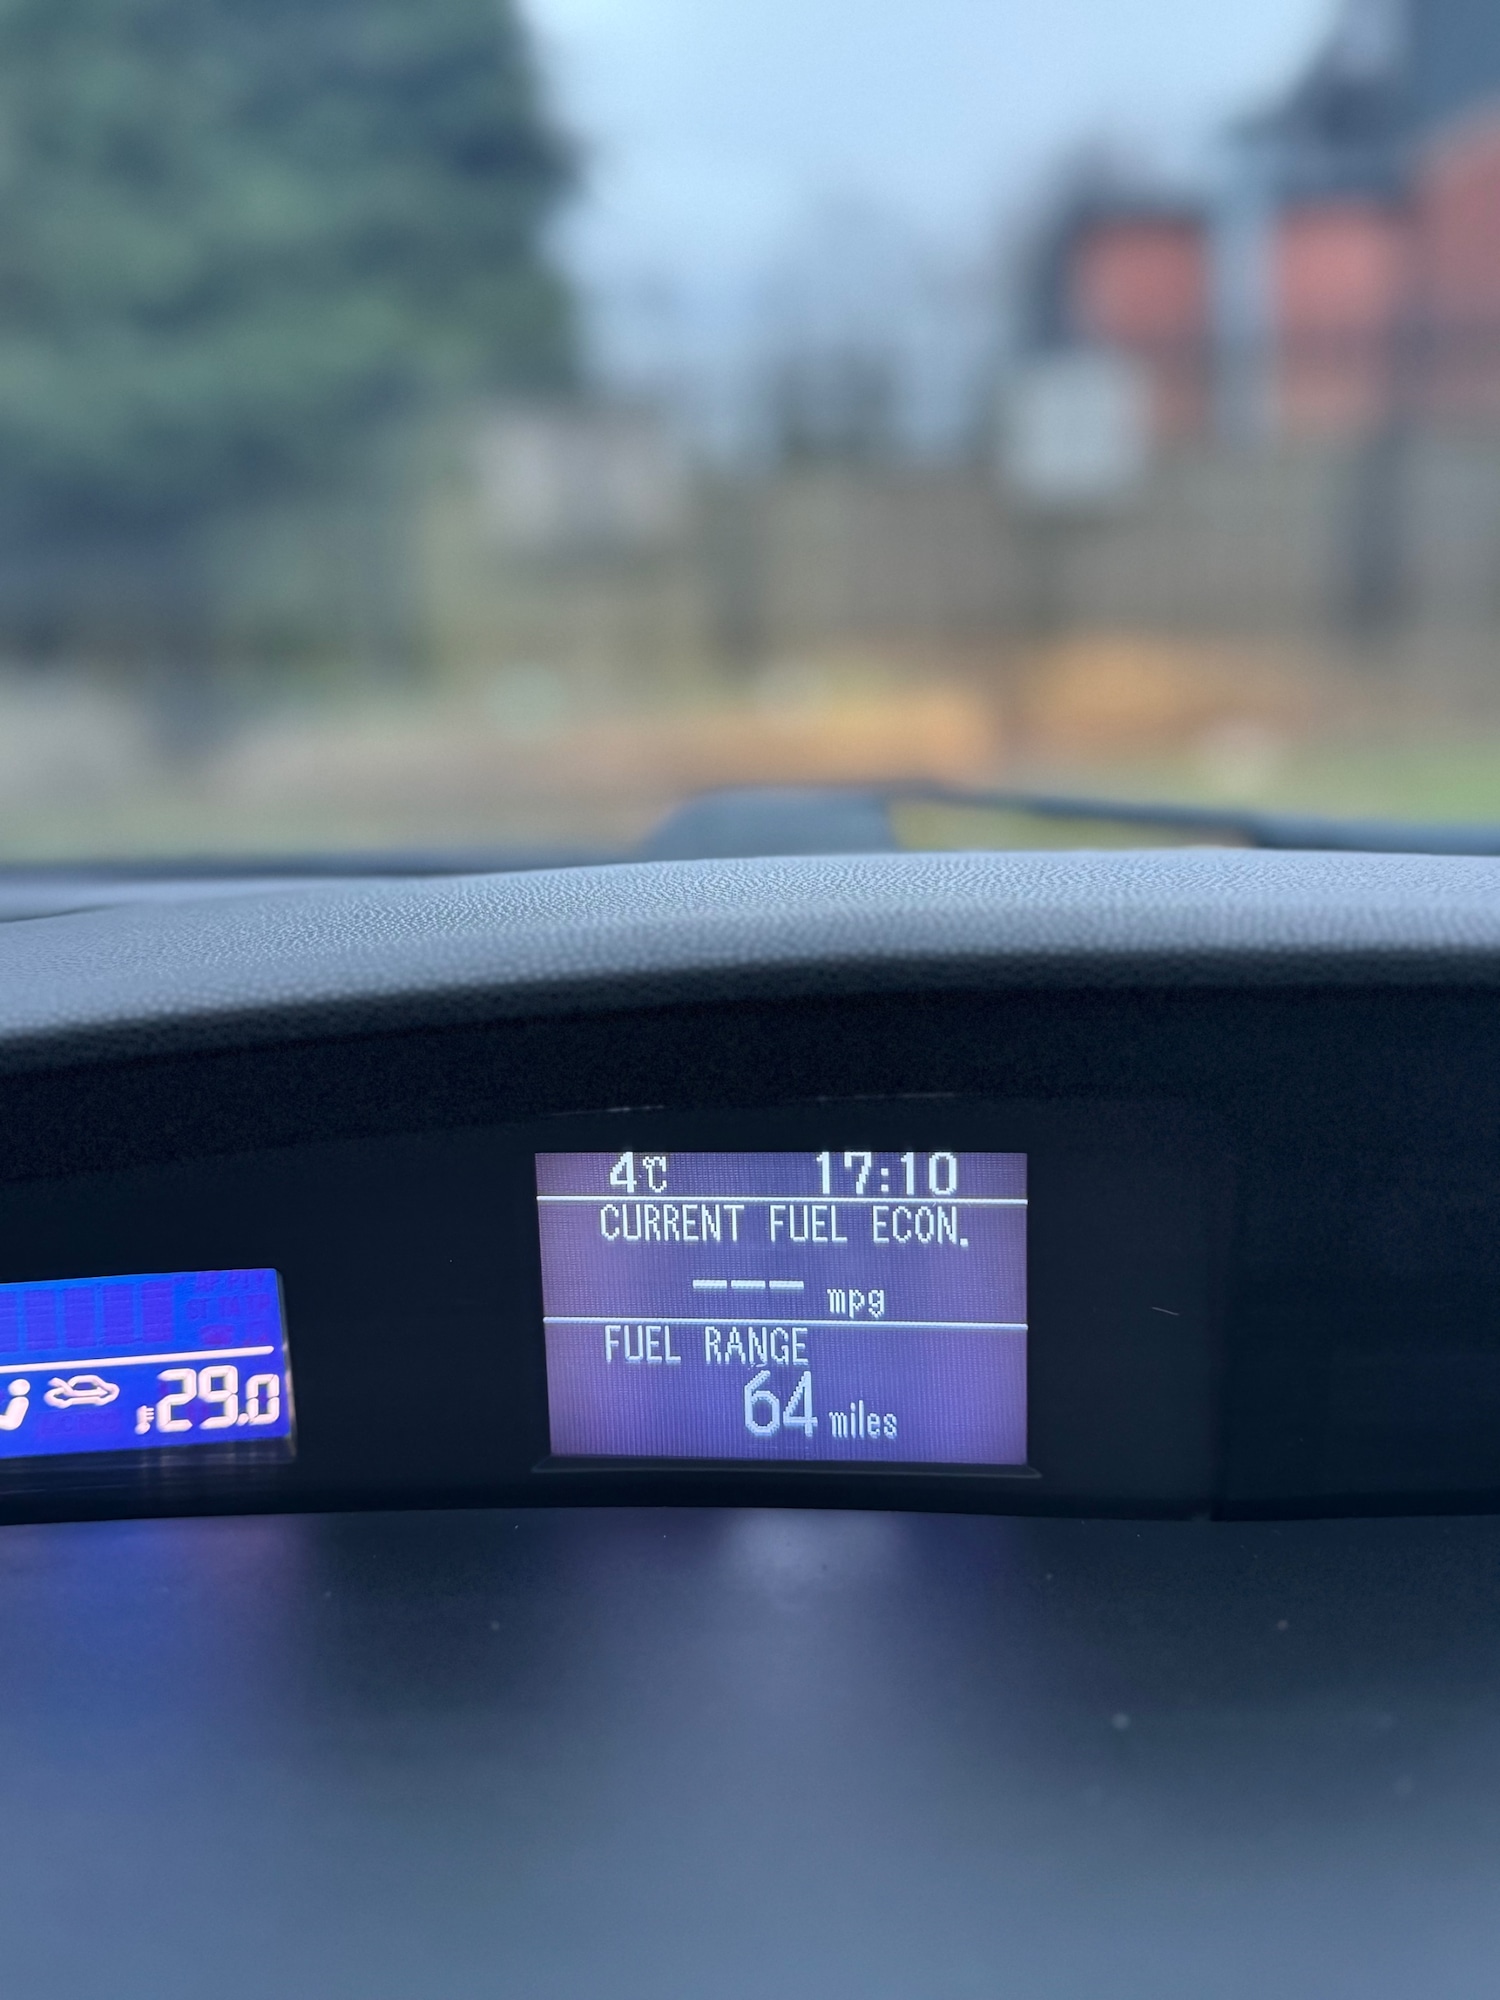 4℃ 17:10
CURRENT FUEL ECON.
--- mpg
FUEL RANGE
64 miles
29.0